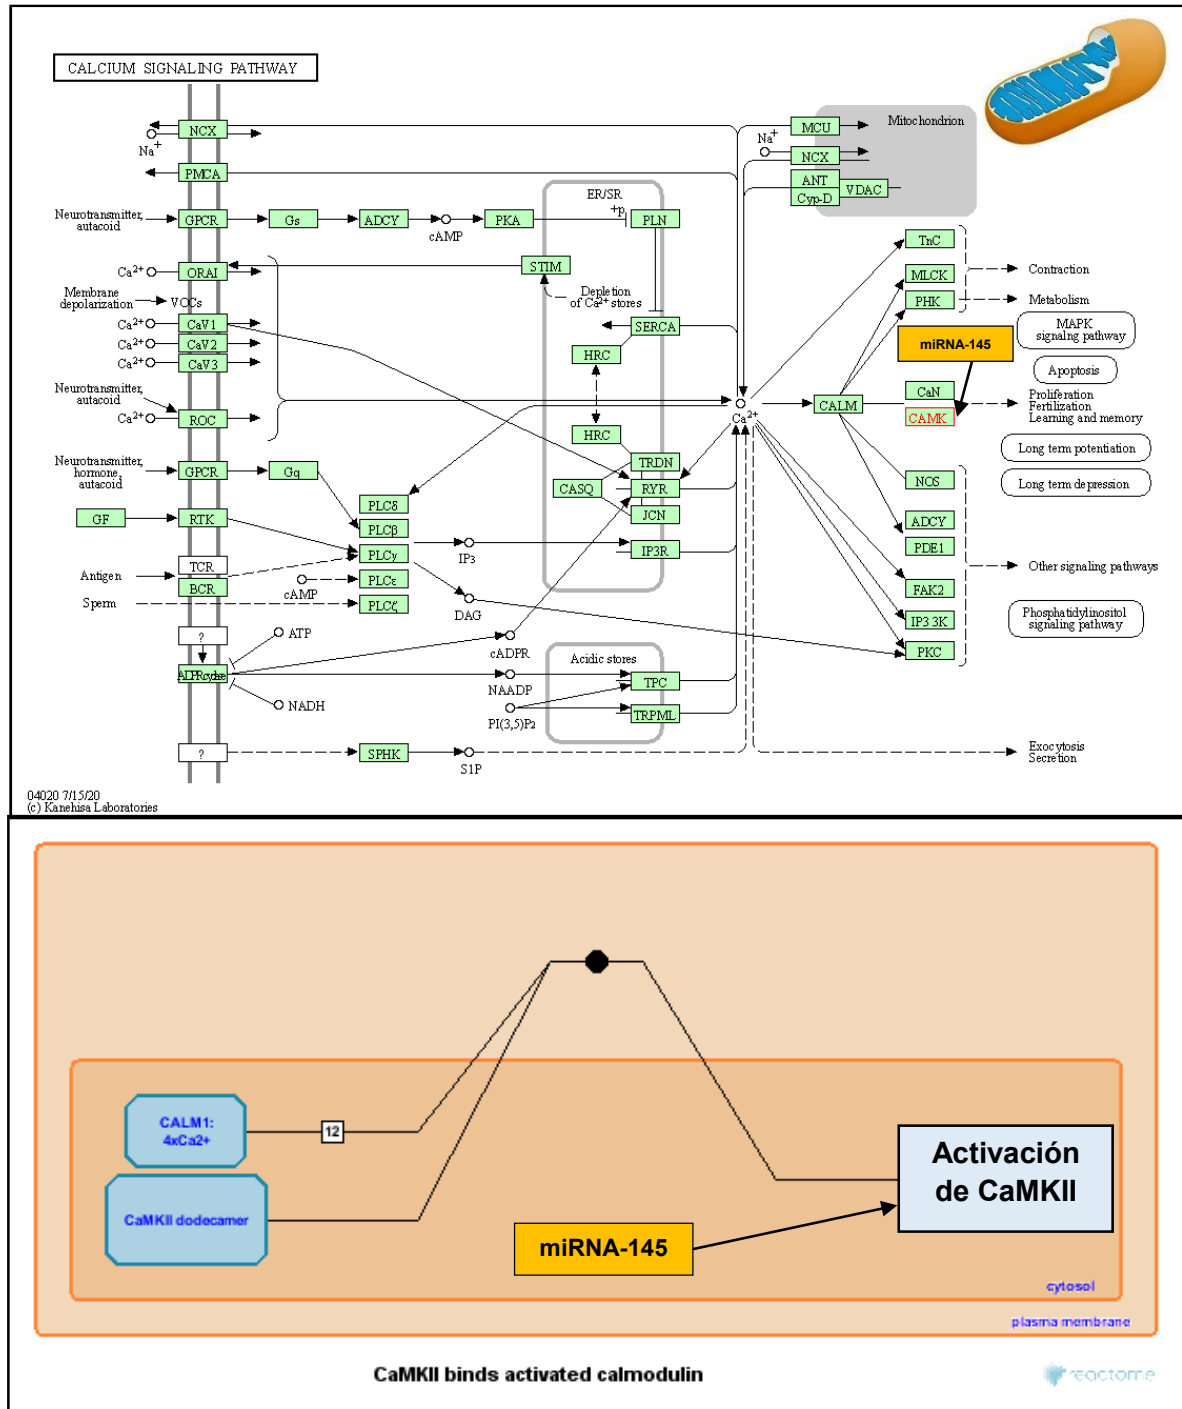 CALCIUM SIGNALING PATHWAY
NCX
Na+
PMCA
MCU
Mitochondrion
Na+
NCX
ANT
VDAC
Cyp-D
ER/SR
Neurotransmitter,
autacoid
GPCR
Gs
ADCY
cAMP
PKA
+p
PLN
Ca2+
ORAI
STIM
Depletion
of Ca2+ stores
Membrane
depolarization
VOCs
Ca2+
CaV1
Ca2+
CaV2
Ca2+
CaV3
SERCA
HRC
HRC
Neurotransmitter,
autacoid
Ca2+
ROC
Ca2+
CALM
TnC
MLCK
PHK
Contraction
Metabolism
miRNA-145
MAPK
signaling pathway
Apoptosis
CaN
CAMK
Proliferation
Fertilization
Learning and memory
Long term potentiation
Long term depression
Neurotransmitter,
hormone,
autacoid
GPCR
Gq
TRDN
CASQ
RYR
JCN
GF
RTK
PLCδ
PLCβ
PLCγ
PLCε
PLCζ
IP3
IP3R
Antigen
TCR
BCR
cAMP
Sperm
DAG
NOS
ADCY
PDE1
FAK2
IP3 3K
PKC
Other signaling pathways
Phosphatidylinositol
signaling pathway
?
ATP
cADPR
NADH
NAADP
PI(3,5)P2
Acidic stores
TPC
TRPML
?
SPHK
S1P
Exocytosis
Secretion
04020 7/15/20
(c) Kanehisa Laboratories
CALM1:
4xCa2+
12
CaMKII dodecamer
Activación
de CaMKII
miRNA-145
cytosol
plasma membrane
CaMKII binds activated calmodulin
reactome